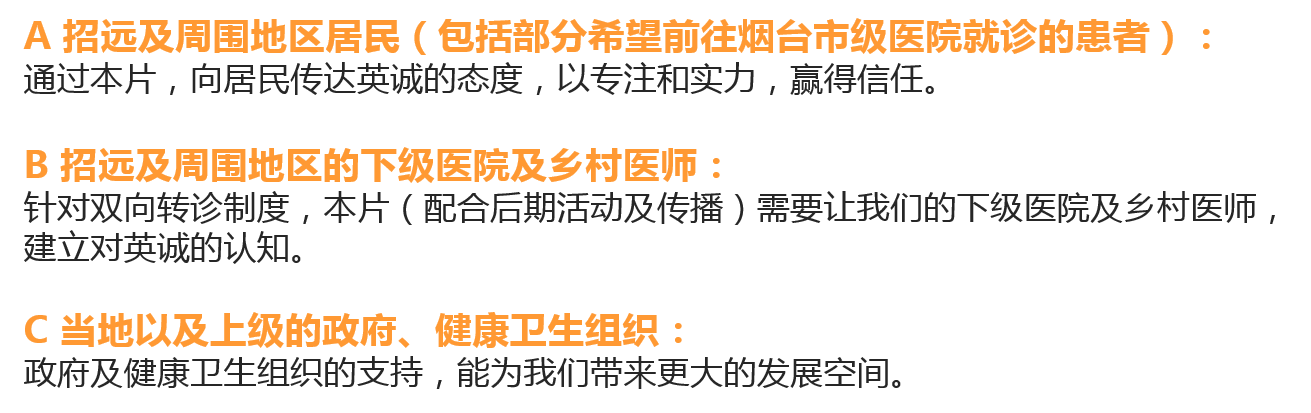 A 招远及周围地区居民（包括部分希望前往烟台市级医院就诊的患者）：
通过本片，向居民传达英诚的态度，以专注和实力，赢得信任。
B 招远及周围地区的下级医院及乡村医师：
针对双向转诊制度，本片（配合后期活动及传播）需要让我们的下级医院及乡村医师，
建立对英诚的认知。
C 当地以及上级的政府、健康卫生组织：
政府及健康卫生组织的支持，能为我们带来更大的发展空间。